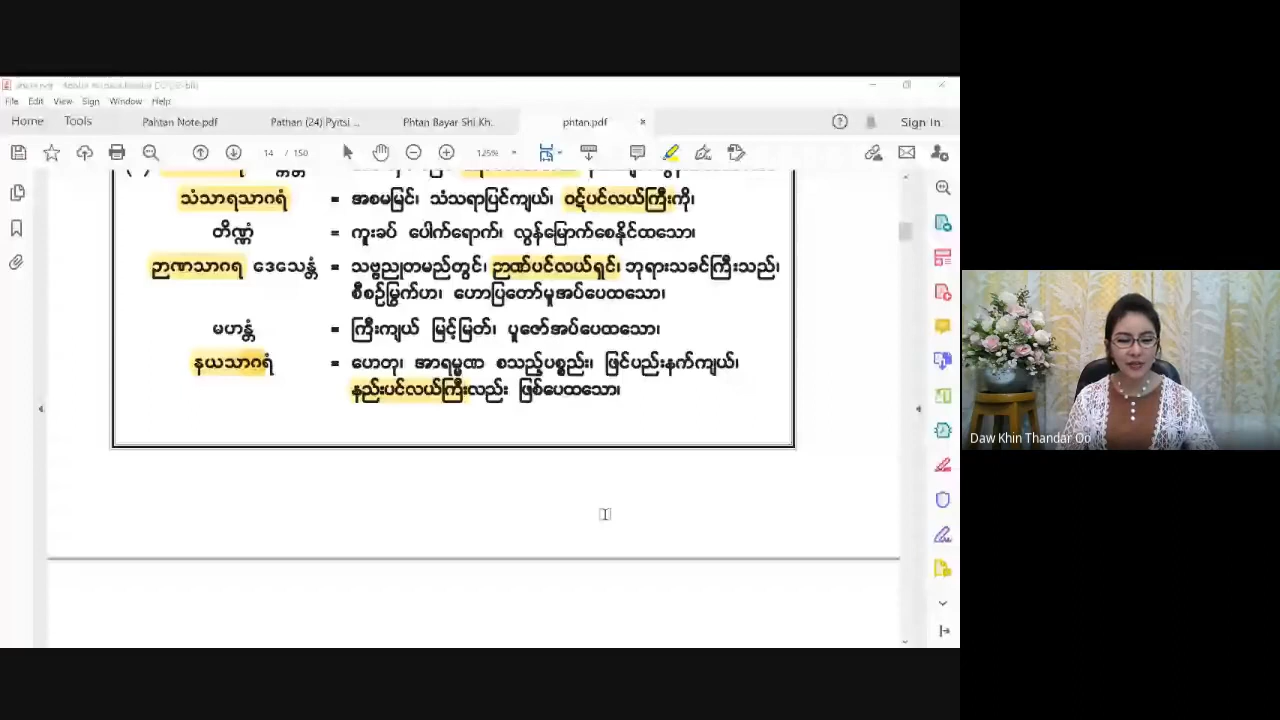 File Edit View Sign Window Help
Home Tools Pahtan Note.pdf Pathan (24) Pyitsi ... Phtan Bayar Shi Kh... phtan.pdf × Sign In
14 / 150 125%
သံသာရသာဂရံ = အစမမြင်၊ သံသရာပြင်ကျယ်၊ ဝဋ်ပင်လယ်ကြီးကို၊
တိဏ္ဏံ = ကူးခပ် ပေါက်ရောက်၊ လွန်မြောက်စေနိုင်ထသော၊
ဉာဏသာဂရ ဒေသေန္တံ = သဗ္ဗညုတမည်တွင်၊ ဉာဏ်ပင်လယ်ရှင်၊ ဘုရားသခင်ကြီးသည်၊
စီစဉ်မြွက်ဟ၊ ဟောပြတော်မူအပ်ပေထသော၊
မဟန္တံ = ကြီးကျယ် မြင့်မြတ်၊ ပူဇော်အပ်ပေထသော၊
နယသာဂရံ = ဟေတု၊ အာရမ္မဏ စသည့်ပစ္စည်း၊ ဖြင်ပည်းနက်ကျယ်၊
နည်းပင်လယ်ကြီးလည်း ဖြစ်ပေထသော၊
Daw Khin Thandar Oo